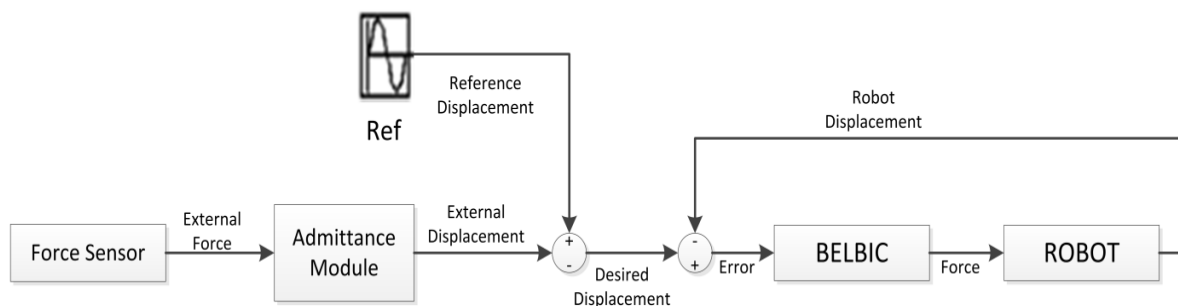 Reference
Displacement
Ref
Robot
Displacement
Force Sensor
External
Force
Admittance
Module
External
Displacement
+
-
Desired
Displacement
-
+
Error
BELBIC
Force
ROBOT